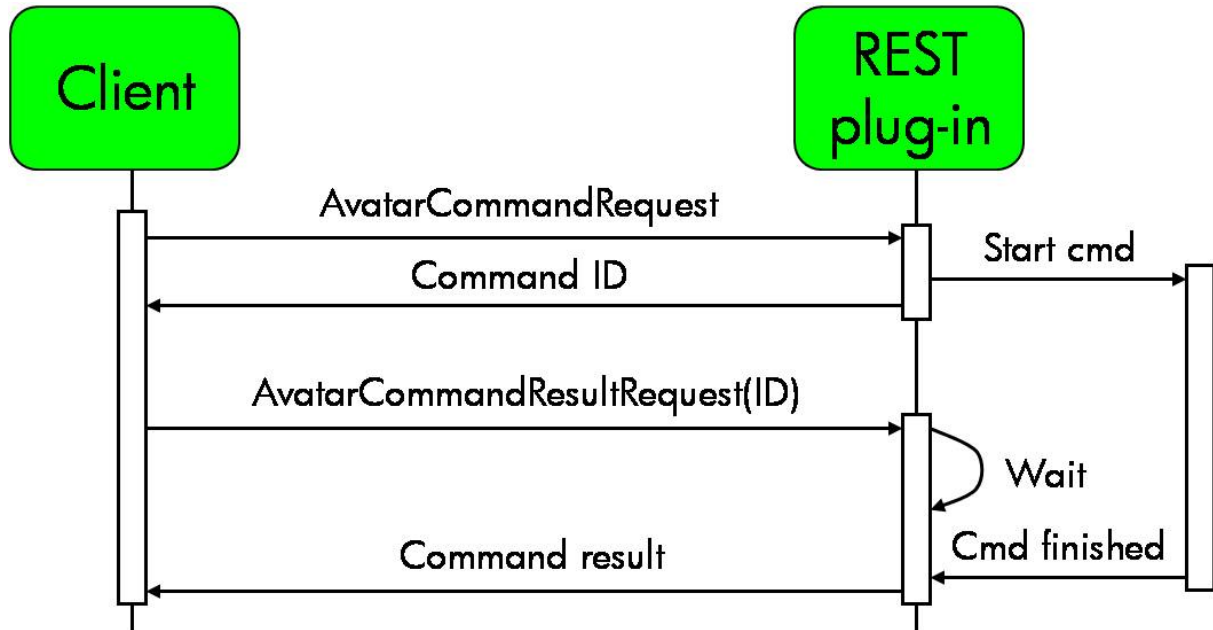 Client
REST
plug-in
AvatarCommandRequest
Start cmd
Command ID
AvatarCommandResultRequest(ID)
Wait
Cmd finished
Command result